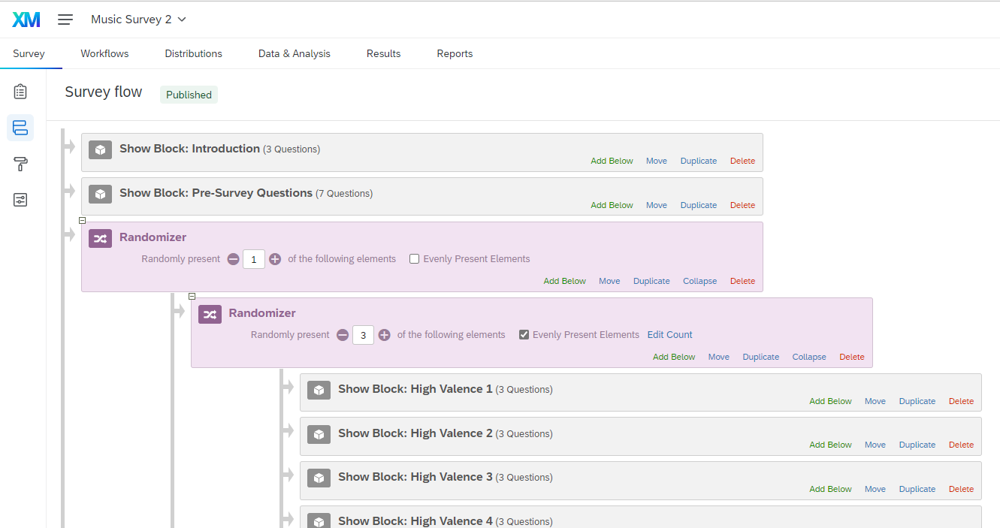 XM Music Survey 2
Survey Workflows Distributions Data & Analysis Results Reports
Survey flow Published
Show Block: Introduction (3 Questions)
Add Below Move Duplicate Delete
Show Block: Pre-Survey Questions (7 Questions)
Add Below Move Duplicate Delete
Randomizer
Randomly present 1 of the following elements Evenly Present Elements
Add Below Move Duplicate Collapse Delete
Randomizer
Randomly present 3 of the following elements Evenly Present Elements Edit Count
Add Below Move Duplicate Collapse Delete
Show Block: High Valence 1 (3 Questions)
Add Below Move Duplicate Delete
Show Block: High Valence 2 (3 Questions)
Add Below Move Duplicate Delete
Show Block: High Valence 3 (3 Questions)
Add Below Move Duplicate Delete
Show Block: High Valence 4 (3 Questions)